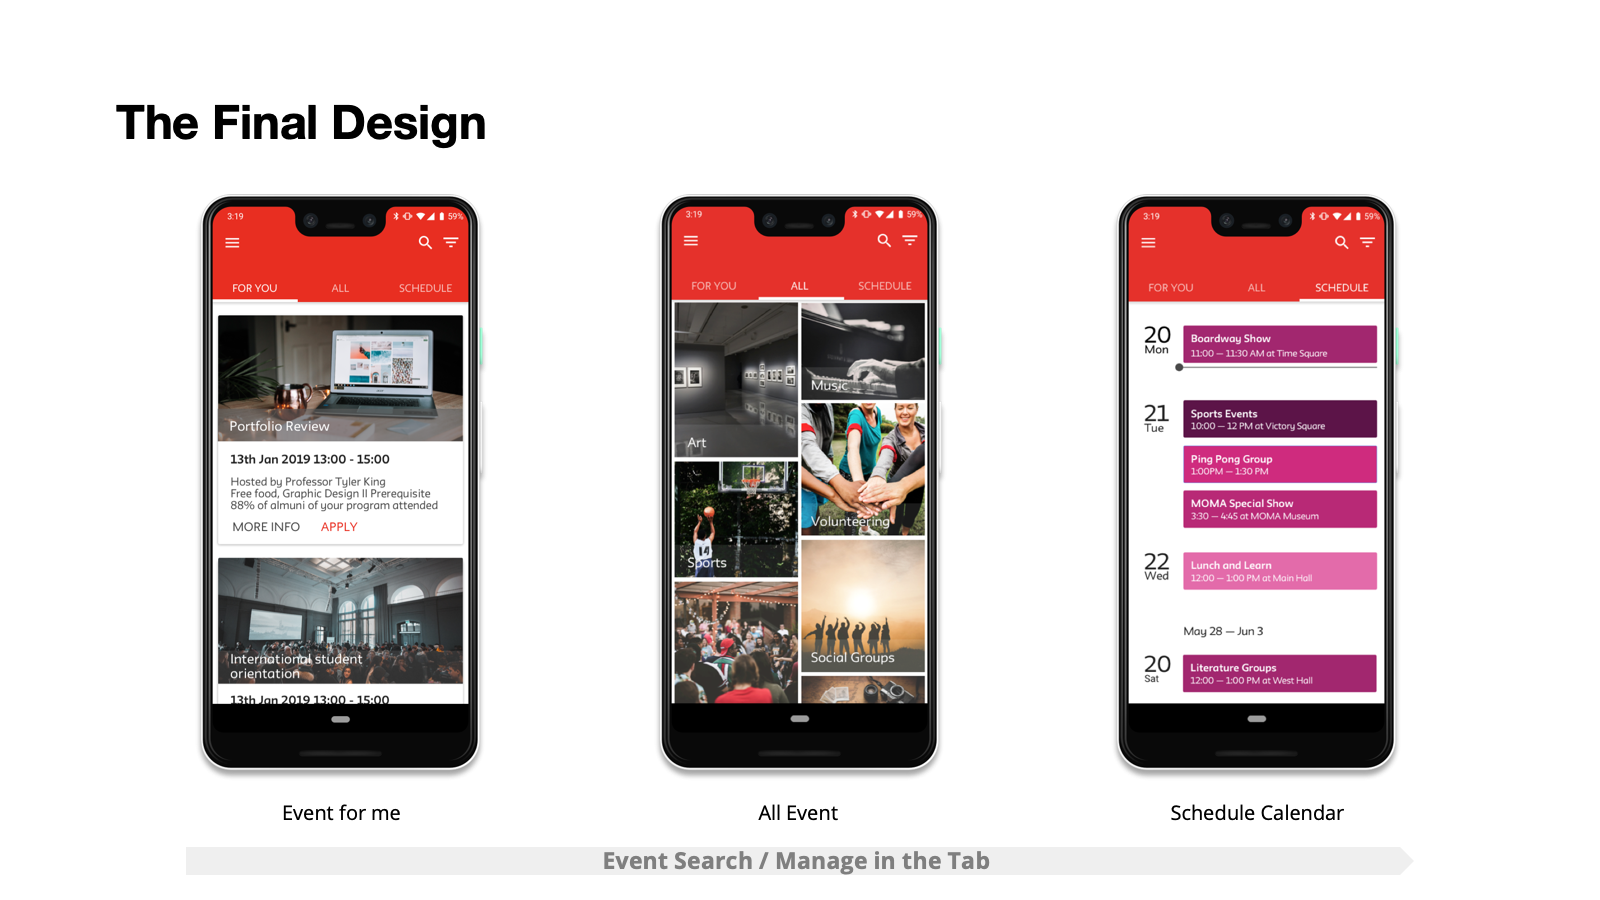 The Final Design
3:19
59%
FOR YOU
ALL
SCHEDULE
Portfolio Review
13th Jan 2019 13:00 - 15:00
Hosted by Professor Tyler King
Free food, Graphic Design II Prerequisite
88% of almuni of your program attended
MORE INFO
APPLY
International student
orientation
13th Jan 2019 13:00 - 15:00
Event for me
3:19
59%
FOR YOU
ALL
SCHEDULE
Art
Music
Volunteering
Sports
Social Groups
All Event
3:19
59%
FOR YOU
ALL
SCHEDULE
20
Mon
Boardway Show
11:00 — 11:30 AM at Time Square
21
Tue
Sports Events
10:00 — 12 PM at Victory Square
Ping Pong Group
1:00PM — 1:30 PM
MOMA Special Show
3:30 — 4:45 at MOMA Museum
22
Wed
Lunch and Learn
12:00 — 1:00 PM at Main Hall
May 28 — Jun 3
20
Sat
Literature Groups
12:00 — 1:00 PM at West Hall
Schedule Calendar
Event Search / Manage in the Tab